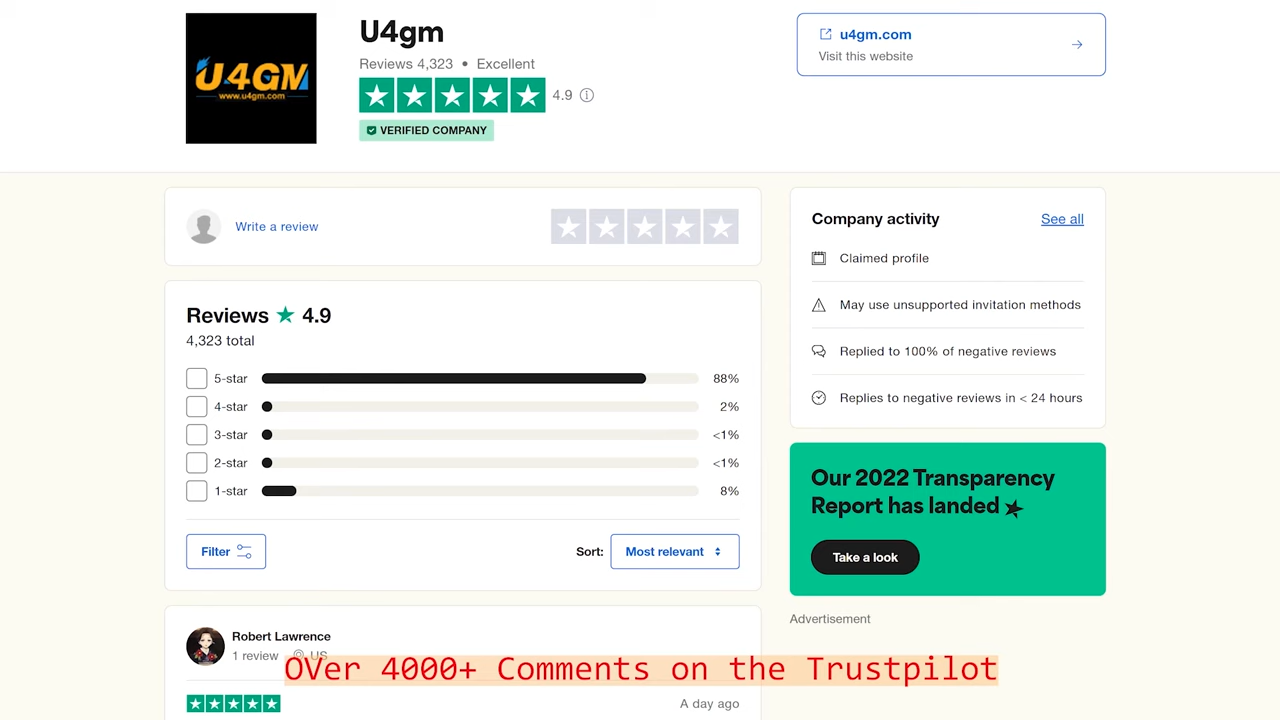 U4GM
www.u4gm.com
U4gm
Reviews 4,323 • Excellent
4.9
VERIFIED COMPANY
u4gm.com
Visit this website
Write a review
Company activity
See all
Claimed profile
May use unsupported invitation methods
Replied to 100% of negative reviews
Replies to negative reviews in < 24 hours
Reviews ★ 4.9
4,323 total
5-star 88%
4-star 2%
3-star <1%
2-star <1%
1-star 8%
Filter
Sort: Most relevant
Our 2022 Transparency
Report has landed
Take a look
Advertisement
Robert Lawrence
1 review US
OVer 4000+ Comments on the Trustpilot
A day ago